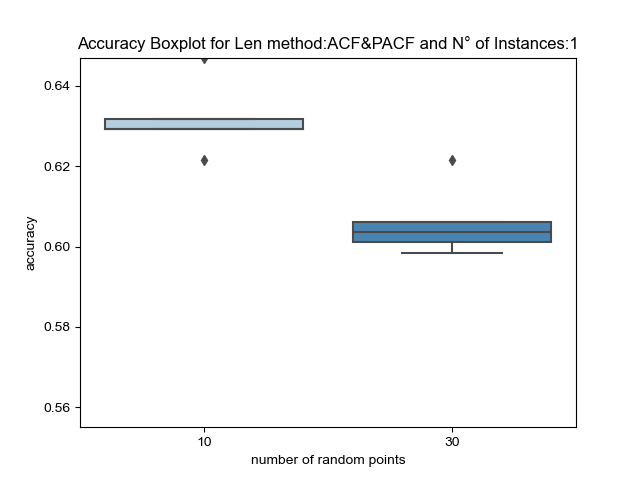 Accuracy Boxplot for Len method:ACF&PACF and N° of Instances:1
0.64
0.62
0.60
0.58
0.56
accuracy
10 30
number of random points